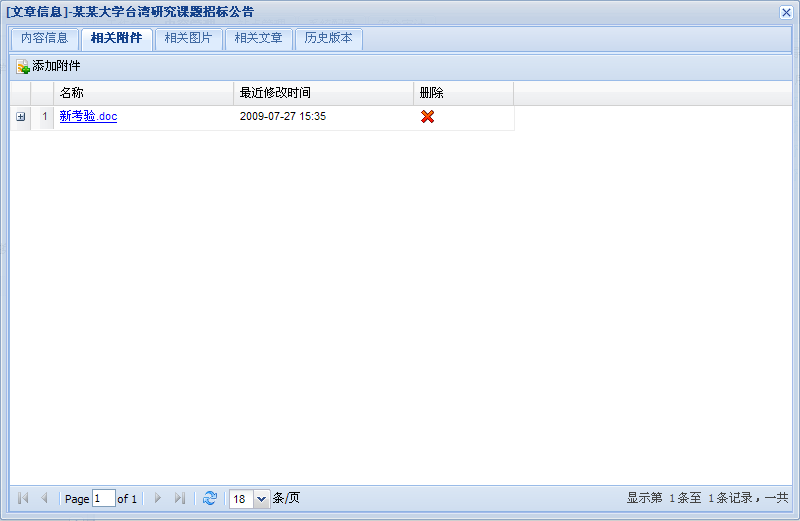 [文章信息]-某某大学台湾研究课题招标公告
内容信息 相关附件 相关图片 相关文章 历史版本
添加附件
名称 最近修改时间 删除
1 新考验.doc 2009-07-27 15:35
Page 1 of 1 18 条/页 显示第 1条至 1条记录，一共